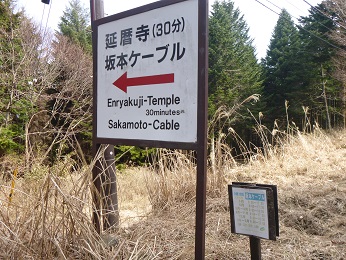 延暦寺(30分)
坂本ケーブル
Enryakuji-Temple
30minutes
Sakamoto-Cable